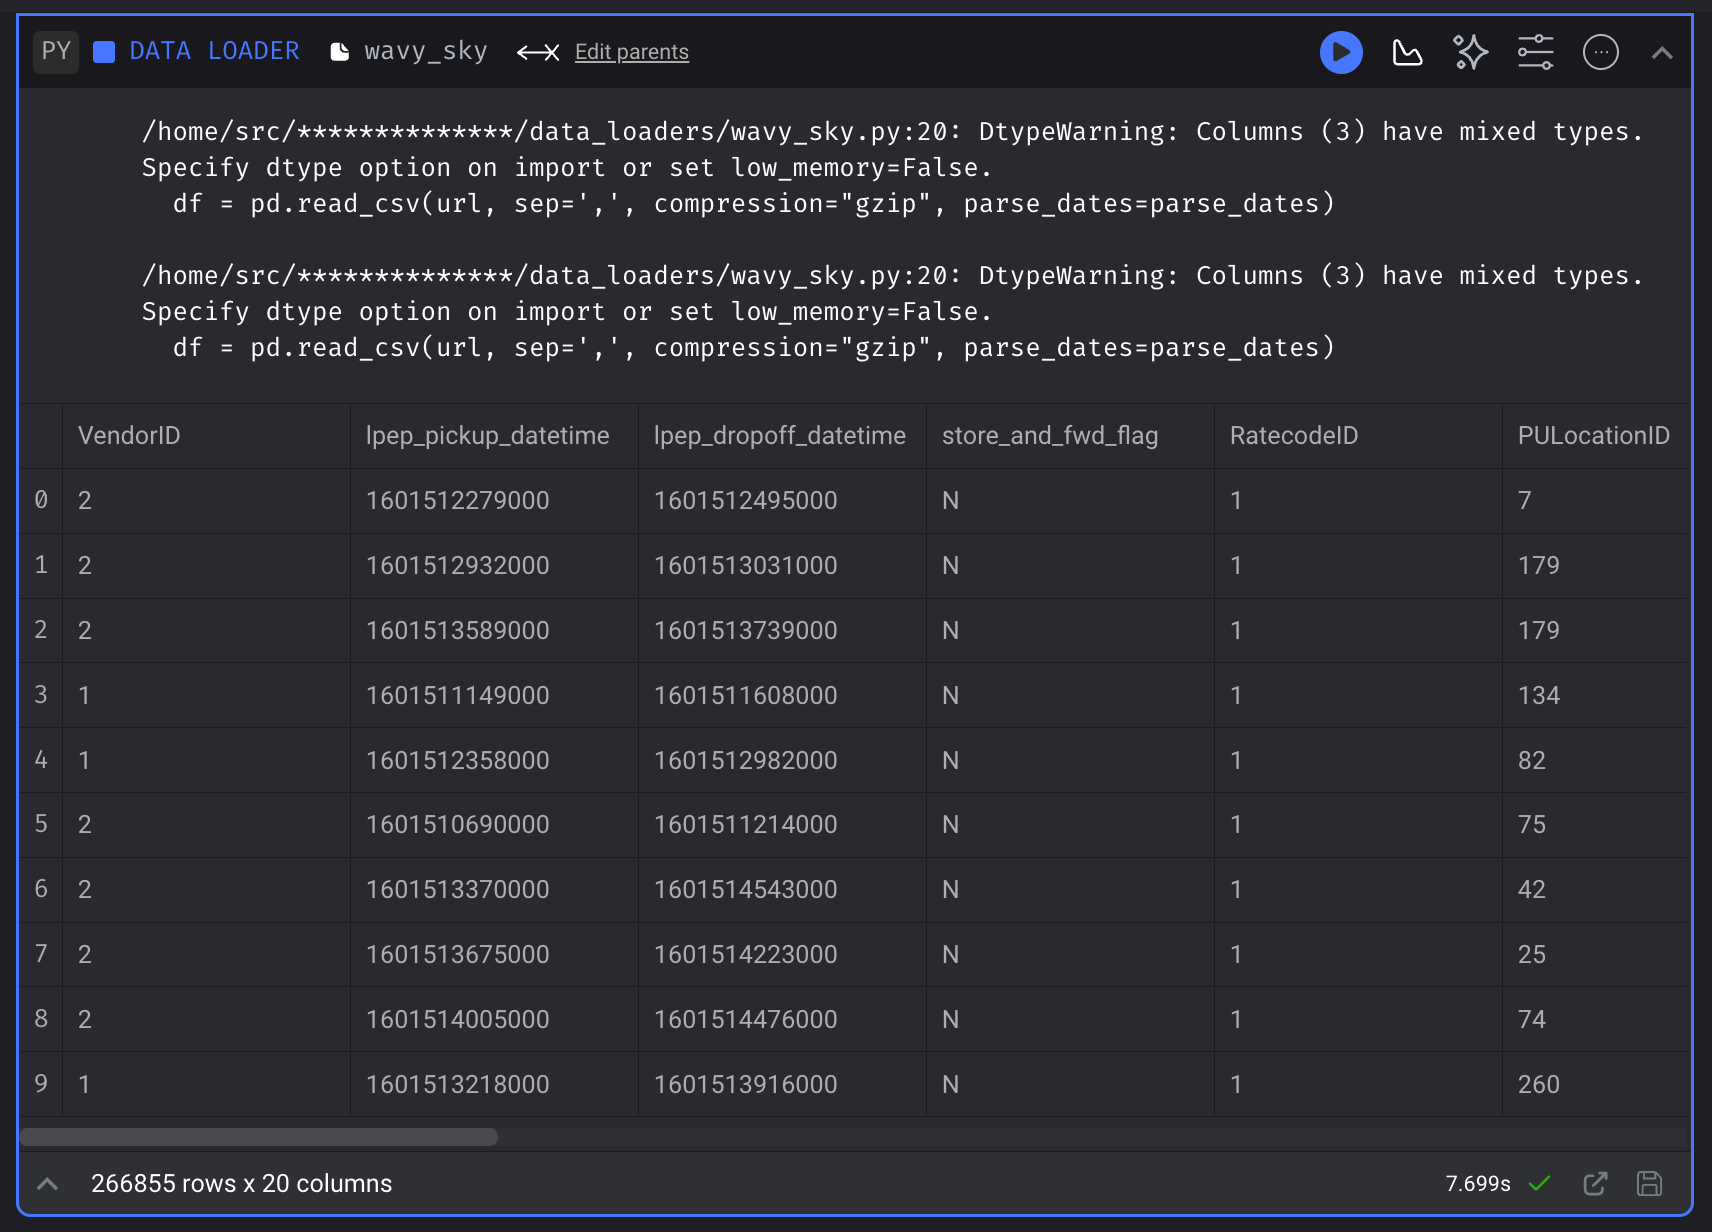 PY DATA LOADER wavy_sky Edit parents
/home/src/**************/data_loaders/wavy_sky.py:20: DtypeWarning: Columns (3) have mixed types.
Specify dtype option on import or set low_memory=False.
df = pd.read_csv(url, sep=',', compression="gzip", parse_dates=parse_dates)
/home/src/**************/data_loaders/wavy_sky.py:20: DtypeWarning: Columns (3) have mixed types.
Specify dtype option on import or set low_memory=False.
df = pd.read_csv(url, sep=',', compression="gzip", parse_dates=parse_dates)
VendorID lpep_pickup_datetime lpep_dropoff_datetime store_and_fwd_flag RatecodeID PULocationID
0 2 1601512279000 1601512495000 N 1 7
1 2 1601512932000 1601513031000 N 1 179
2 2 1601513589000 1601513739000 N 1 179
3 1 1601511149000 1601511608000 N 1 134
4 1 1601512358000 1601512982000 N 1 82
5 2 1601510690000 1601511214000 N 1 75
6 2 1601513370000 1601514543000 N 1 42
7 2 1601513675000 1601514223000 N 1 25
8 2 1601514005000 1601514476000 N 1 74
9 1 1601513218000 1601513916000 N 1 260
266855 rows x 20 columns 7.699s